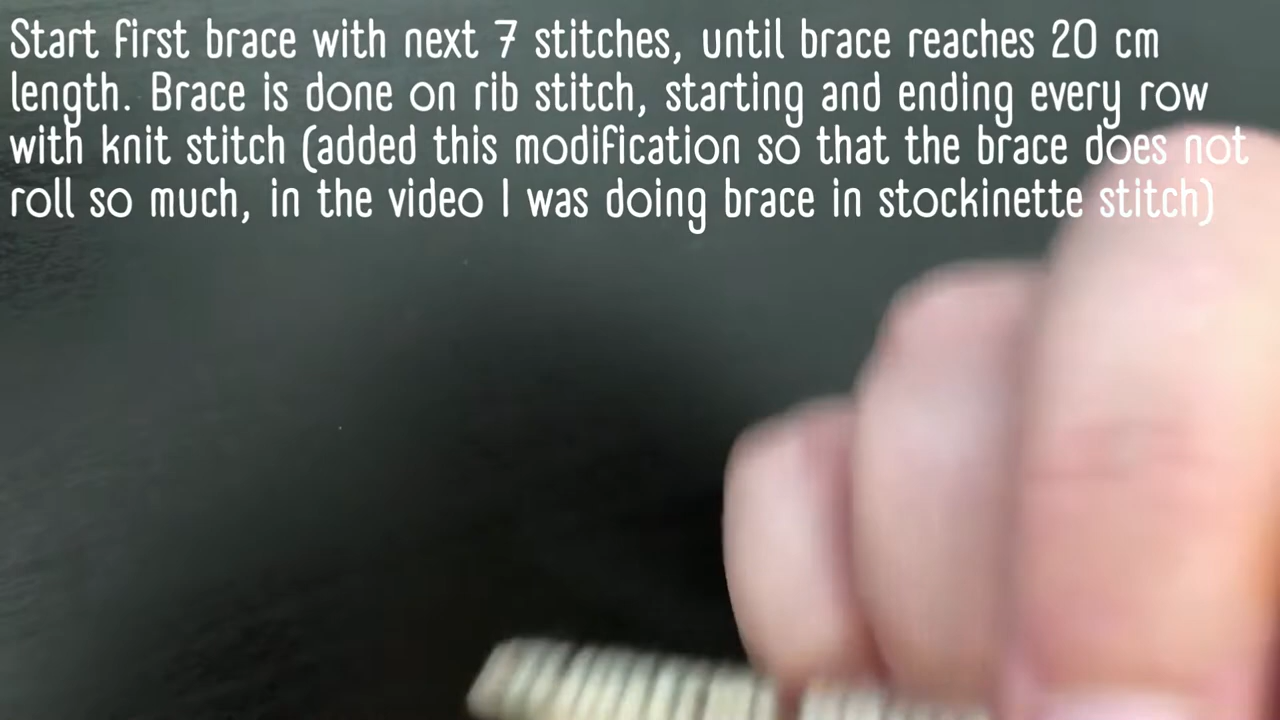 Start first brace with next 7 stitches, until brace reaches 20 cm
length. Brace is done on rib stitch, starting and ending every row
with knit stitch (added this modification so that the brace does not
roll so much, in the video I was doing brace in stockinette stitch)